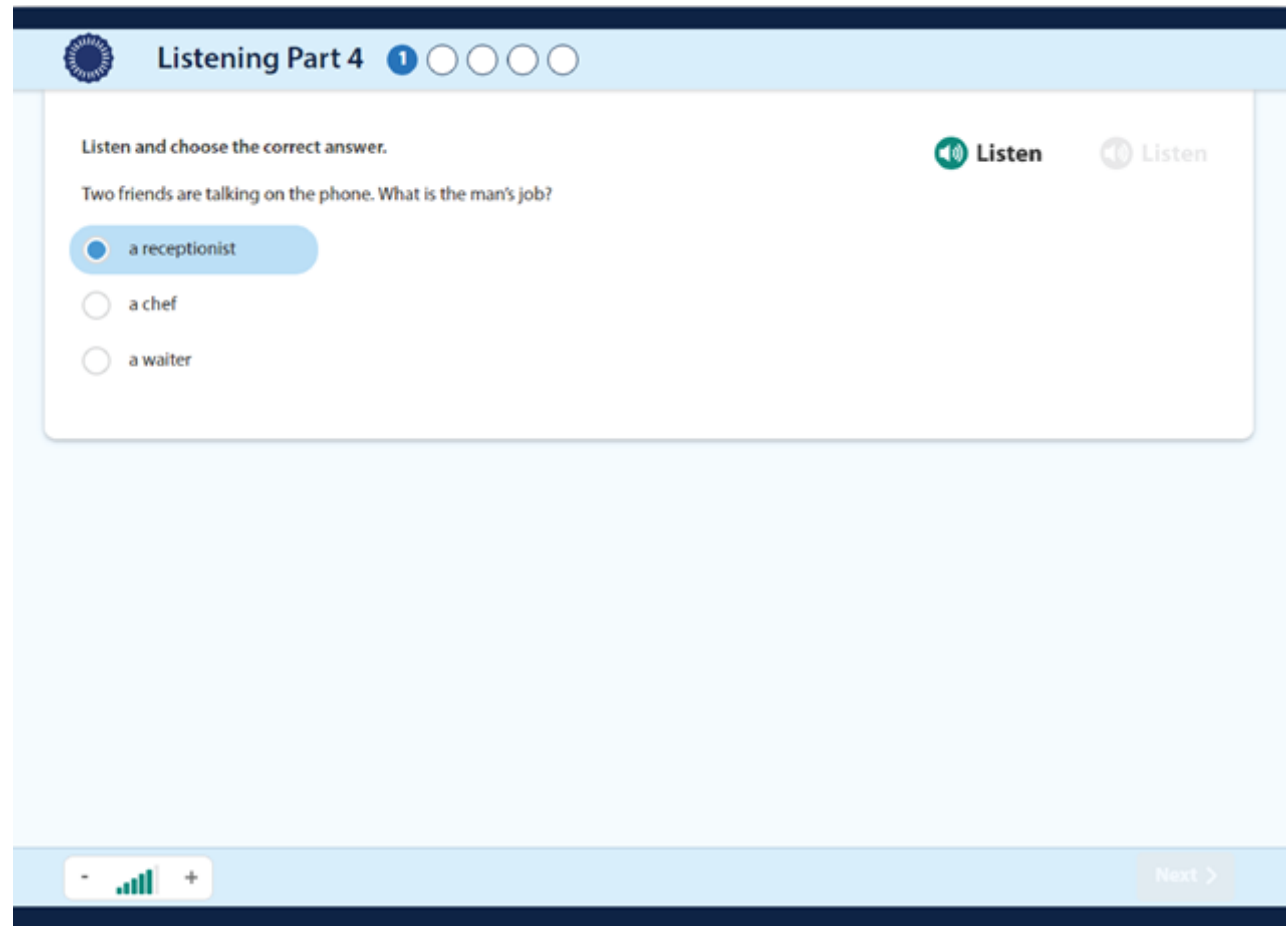 Listening Part 4 1
Listen and choose the correct answer.
Listen
Listen
Two friends are talking on the phone. What is the man's job?
a receptionist
a chef
a waiter
- +
Next >